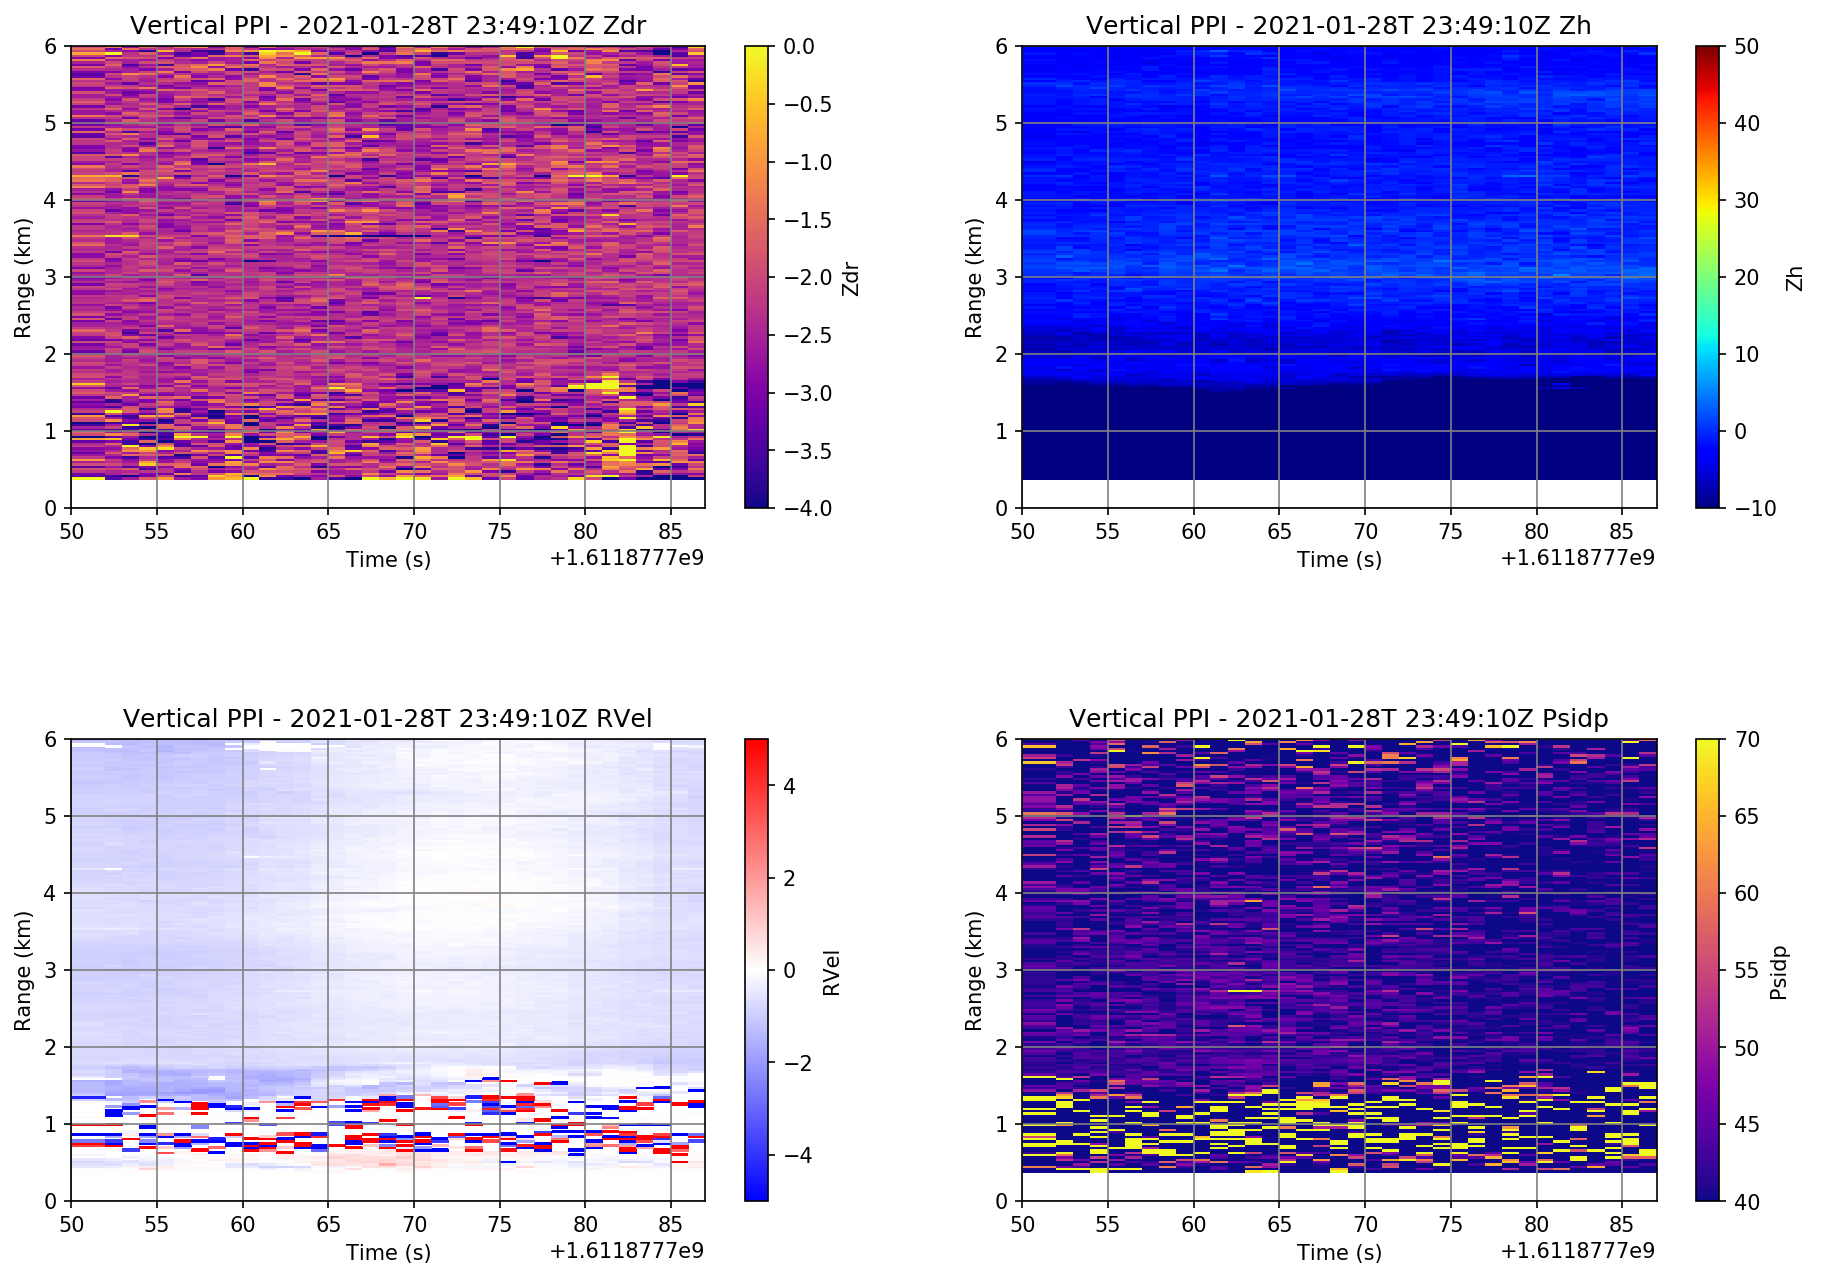 Vertical PPI - 2021-01-28T 23:49:10Z Zdr
6
5
4
3
2
1
0
Range (km)
50 55 60 65 70 75 80 85
Time (s)
+1.6118777e9
0.0
−0.5
−1.0
−1.5
−2.0
−2.5
−3.0
−3.5
−4.0
Zdr
Vertical PPI - 2021-01-28T 23:49:10Z Zh
6
5
4
3
2
1
0
Range (km)
50 55 60 65 70 75 80 85
Time (s)
+1.6118777e9
50
40
30
20
10
0
−10
Zh
Vertical PPI - 2021-01-28T 23:49:10Z RVel
6
5
4
3
2
1
0
Range (km)
50 55 60 65 70 75 80 85
Time (s)
+1.6118777e9
4
2
0
−2
−4
RVel
Vertical PPI - 2021-01-28T 23:49:10Z Psidp
6
5
4
3
2
1
0
Range (km)
50 55 60 65 70 75 80 85
Time (s)
+1.6118777e9
70
65
60
55
50
45
40
Psidp